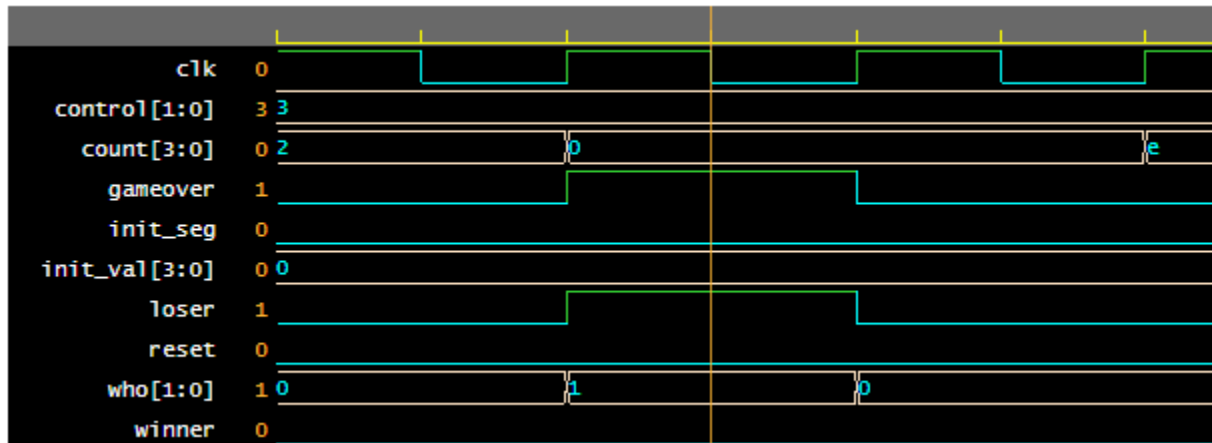 clk 0
control[1:0] 3 3
count[3:0] 0 2 0 e
gameover 1
init_seg 0
init_val[3:0] 0 0
loser 1
reset 0
who[1:0] 1 0 1 0
winner 0